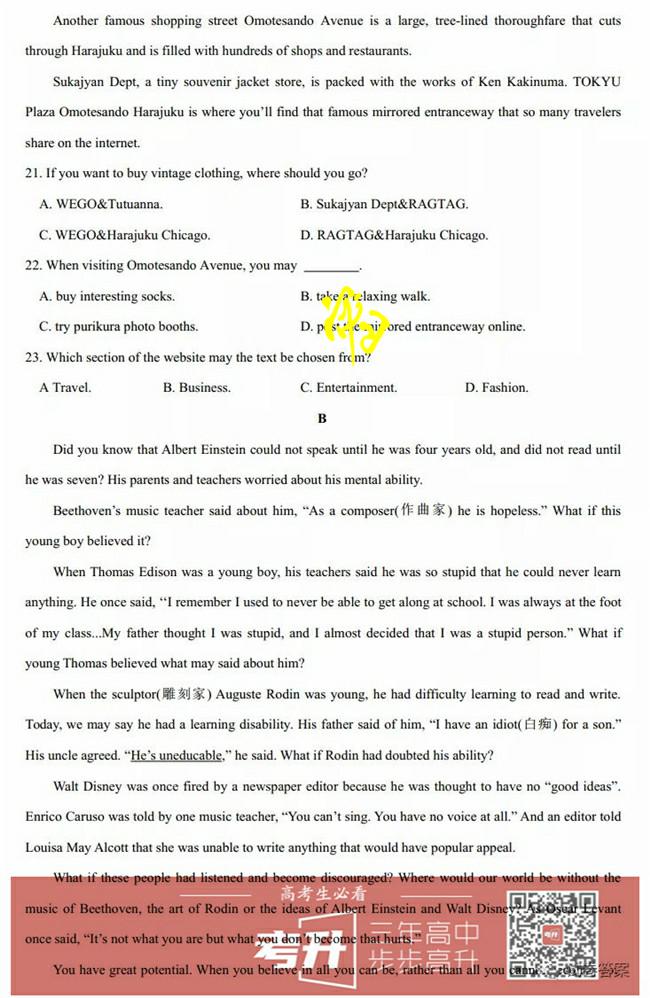 Another famous shopping street Omotesando Avenue is a large, tree-lined thoroughfare that cuts
through Harajuku and is filled with hundreds of shops and restaurants.
Sukajyan Dept, a tiny souvenir jacket store, is packed with the works of Ken Kakinuma. TOKYU
Plaza Omotesando Harajuku is where you'll find that famous mirrored entranceway that so many travelers
share on the internet.
21. If you want to buy vintage clothing, where should you go?
A. WEGO&Tutuanna. B. Sukajyan Dept&RAGTAG.
C. WEGO&Harajuku Chicago. D. RAGTAG&Harajuku Chicago.
22. When visiting Omotesando Avenue, you may ________.
A. buy interesting socks. B. take a relaxing walk.
C. try purikura photo booths. D. post the mirrored entranceway online.
23. Which section of the website may the text be chosen from?
A Travel. B. Business. C. Entertainment. D. Fashion.
B
Did you know that Albert Einstein could not speak until he was four years old, and did not read until
he was seven? His parents and teachers worried about his mental ability.
Beethoven's music teacher said about him, "As a composer(作曲家) he is hopeless." What if this
young boy believed it?
When Thomas Edison was a young boy, his teachers said he was so stupid that he could never learn
anything. He once said, ‘‘I remember I used to never be able to get along at school. I was always at the foot
of my class...My father thought I was stupid, and I almost decided that I was a stupid person.” What if
young Thomas believed what may said about him?
When the sculptor(雕刻家) Auguste Rodin was young, he had difficulty learning to read and write.
Today, we may say he had a learning disability. His father said of him, “I have an idiot(白痴) for a son.”
His uncle agreed. “He’s uneducable,” he said. What if Rodin had doubted his ability?
Walt Disney was once fired by a newspaper editor because he was thought to have no “good ideas”.
Enrico Caruso was told by one music teacher, “You can’t sing. You have no voice at all.” And an editor told
Louisa May Alcott that she was unable to write anything that would have popular appeal.
What if these people had listened and become discouraged? Where would our world be without the
高考生必看
music of Beethoven, the art of Rodin or the ideas of Albert Einstein and Walt Disney? As Oscar Levant
once said, “It’s not what you are but what you don’t become that hurts.”
考升 三年高中
步步高升
You have great potential. When you believe in all you can be, rather than all you